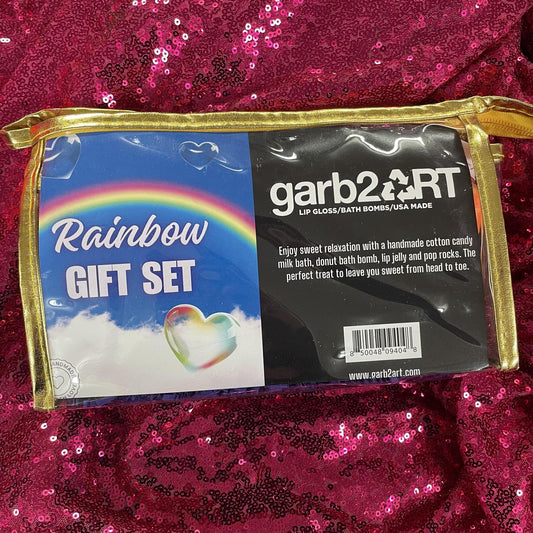 Rainbow
GIFT SET
garb2ART
LIP GLOSS/BATH BOMBS/USA MADE
Enjoy sweet relaxation with a handmade cotton candy
milk bath, donut bath bomb, lip jelly and pop rocks. The
perfect treat to leave you sweet from head to toe.
8 50048 09404 8
www.garb2art.com
HANDMADE